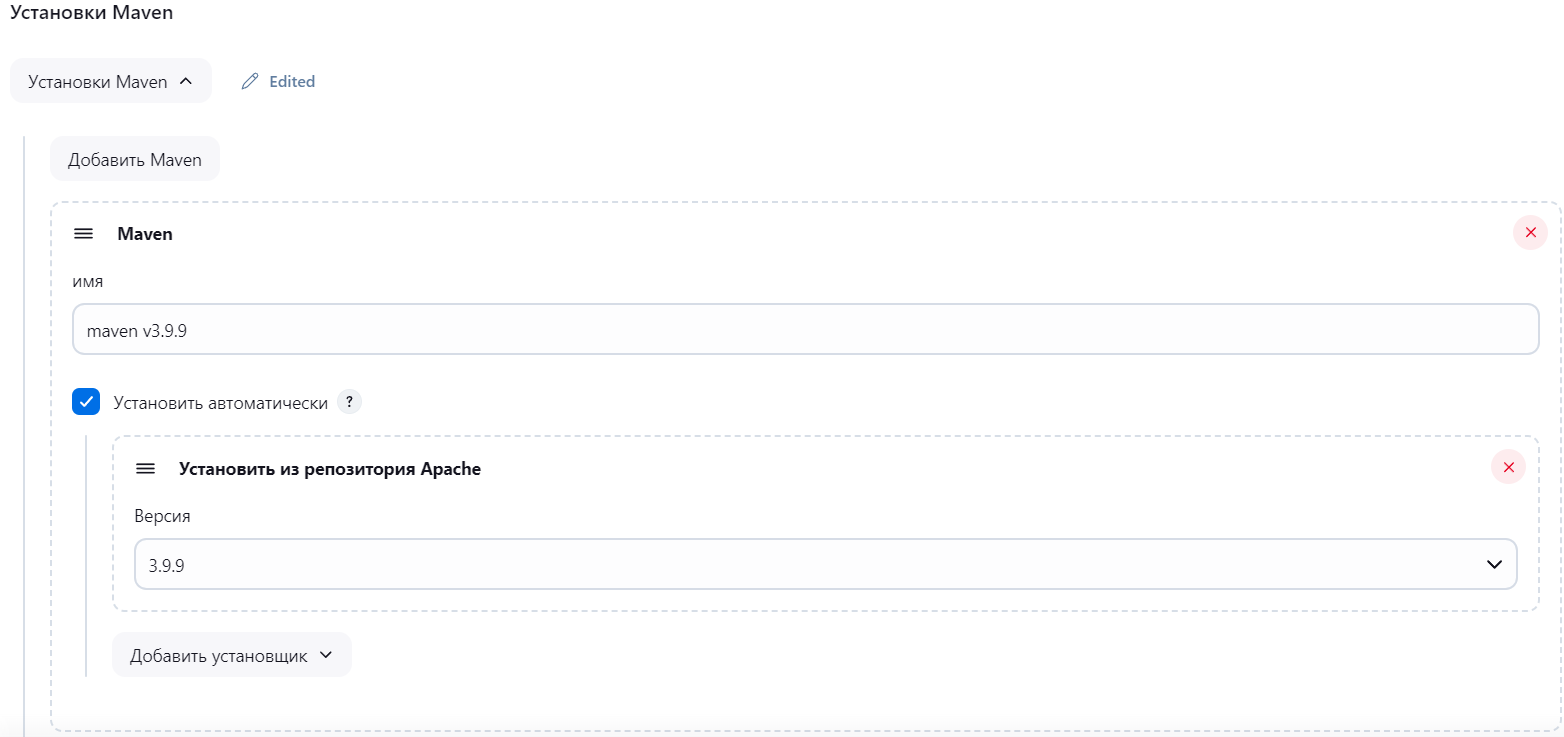 Установки Maven
Установки Maven Edited
Добавить Maven
Maven
имя
maven v3.9.9
Установить автоматически ?
Установить из репозитория Apache
Версия
3.9.9
Добавить установщик